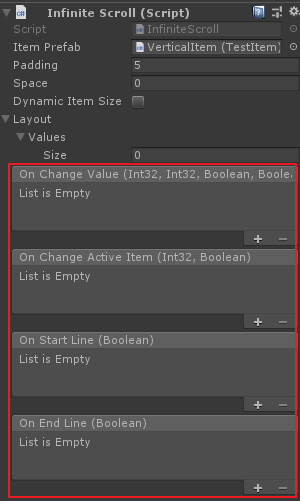 Infinite Scroll (Script)
Script InfiniteScroll
Item Prefab VerticalItem (TestItem)
Padding 5
Space 0
Dynamic Item Size
Layout
Values
Size 0
On Change Value (Int32, Int32, Boolean, Boolea
List is Empty
+ −
On Change Active Item (Int32, Boolean)
List is Empty
+ −
On Start Line (Boolean)
List is Empty
+ −
On End Line (Boolean)
List is Empty
+ −